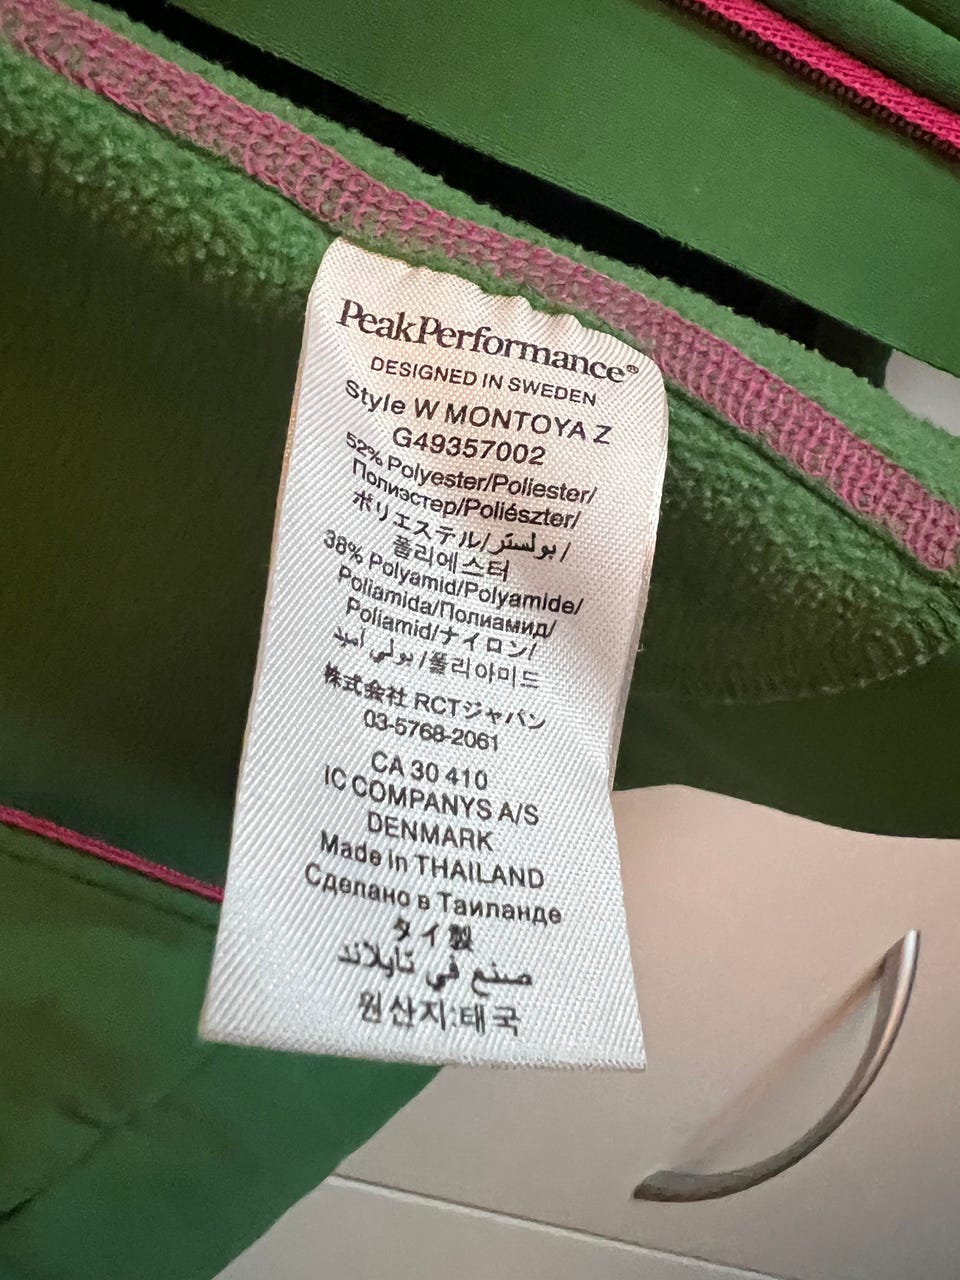 PeakPerformance®
DESIGNED IN SWEDEN
Style W MONTOYA Z
G49357002
52% Polyester/Poliester/
Полиэстер/Poliészter/
ポリエステル/بولستر/
폴리에스터
38% Polyamid/Polyamide/
Poliamida/Полиамид/
Poliamid/ナイロン/
بولي أميد/폴리아미드
株式会社 RCTジャパン
03-5768-2061
CA 30 410
IC COMPANYS A/S
DENMARK
Made in THAILAND
Сделано в Таиланде
タイ製
صنع في تايلاند
원산지:태국